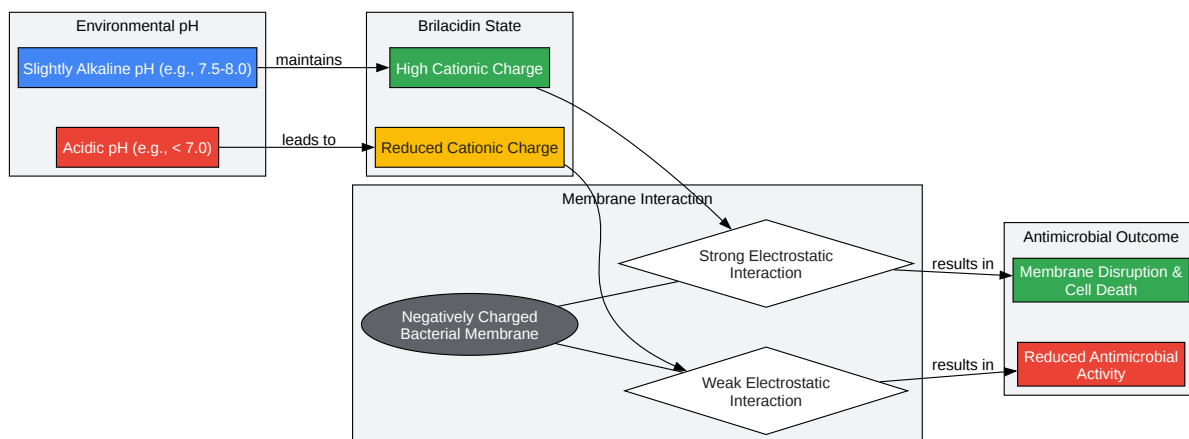 Environmental pH
Slightly Alkaline pH (e.g., 7.5-8.0)
Acidic pH (e.g., < 7.0)
maintains
leads to
Brilacidin State
High Cationic Charge
Reduced Cationic Charge
Membrane Interaction
Strong Electrostatic
Interaction
Negatively Charged
Bacterial Membrane
Weak Electrostatic
Interaction
results in
results in
Antimicrobial Outcome
Membrane Disruption &
Cell Death
Reduced Antimicrobial
Activity